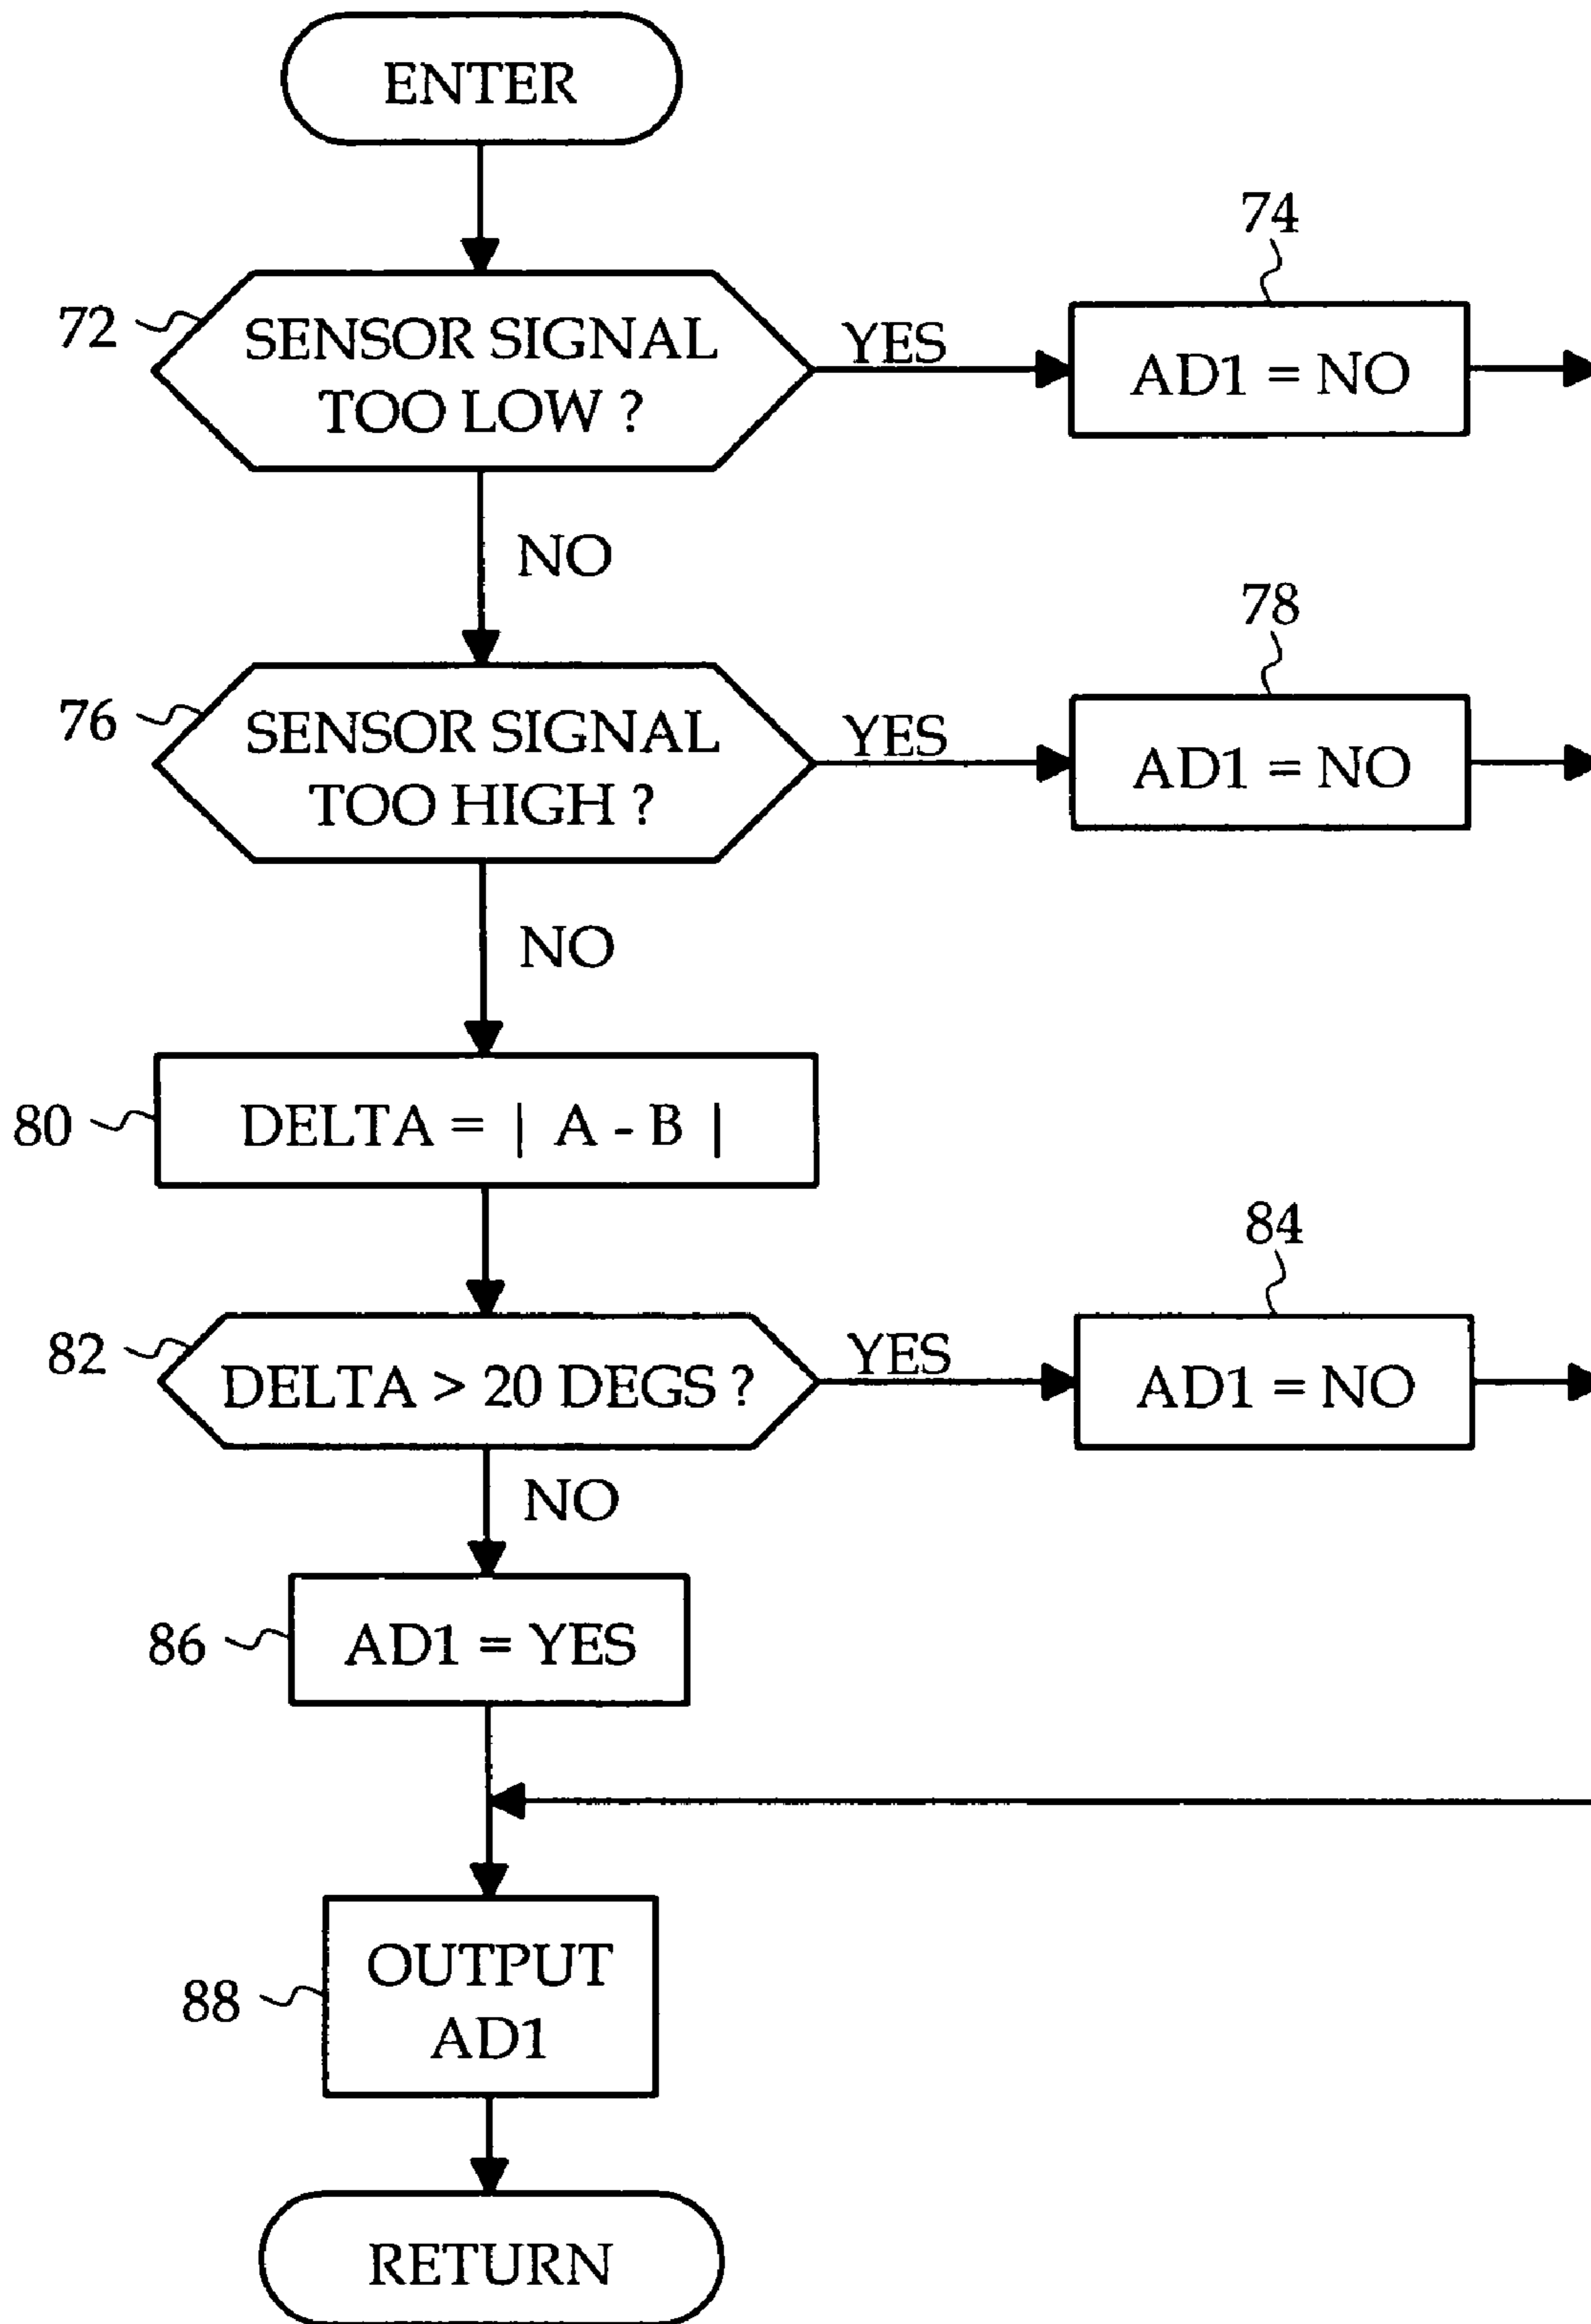 ENTER
74
72
SENSOR SIGNAL
TOO LOW ?
YES
AD1 = NO
NO
78
76
SENSOR SIGNAL
TOO HIGH ?
YES
AD1 = NO
NO
80
DELTA = | A - B |
84
82
DELTA > 20 DEGS ?
YES
AD1 = NO
NO
86
AD1 = YES
88
OUTPUT
AD1
RETURN